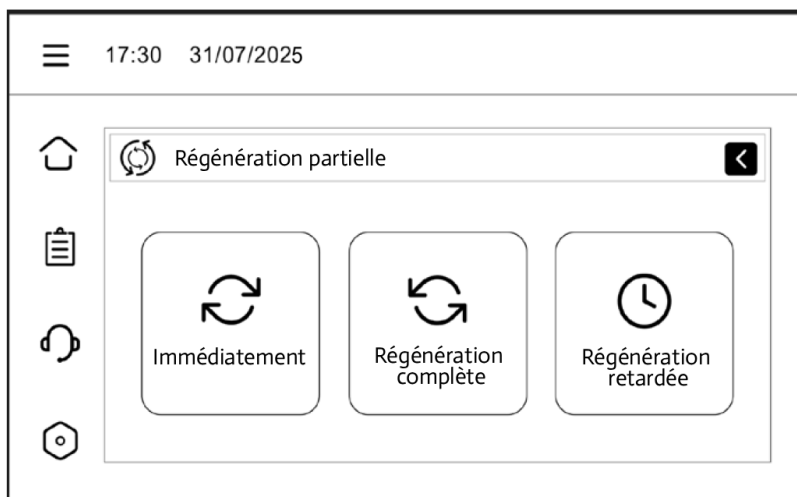 17:30 31/07/2025
Régénération partielle
Immédiatement
Régénération
complète
Régénération
retardée